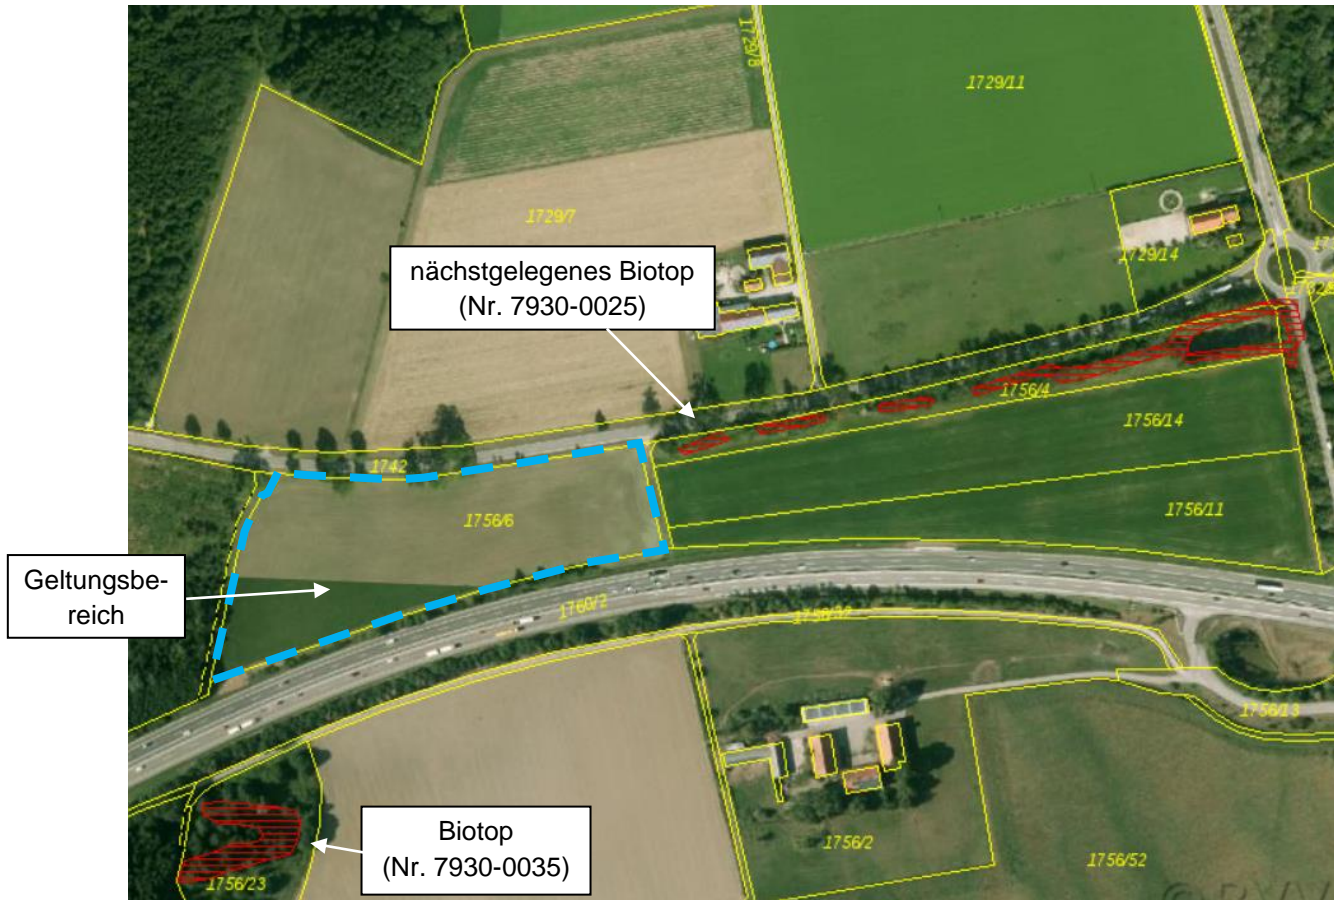 1729/8
1729/11
1729/7
nächstgelegenes Biotop
(Nr. 7930-0025)
1729/14
1756/4
1756/14
1742
1756/6
1756/11
Geltungsbe-
reich
1760/2
1756/13
Biotop
(Nr. 7930-0035)
1756/2
1756/52
1756/23